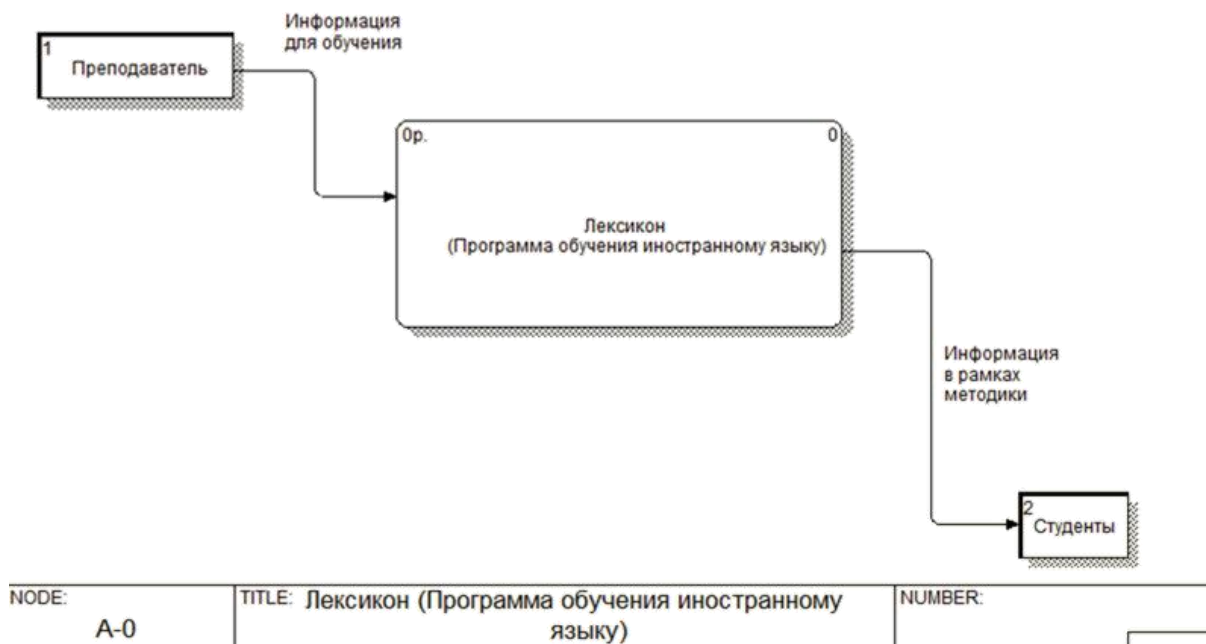 Информация
для обучения
1
Преподаватель
0р.
0
Лексикон
(Программа обучения иностранному языку)
Информация
в рамках
методики
2
Студенты
NODE:
A-0
TITLE: Лексикон (Программа обучения иностранному
языку)
NUMBER: